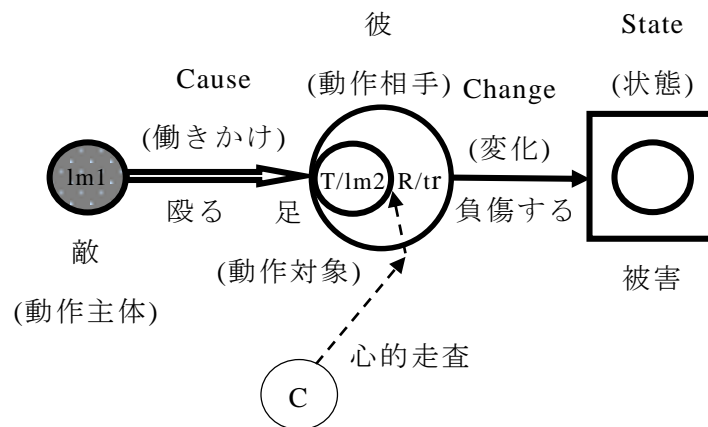 彼
State
Cause
(動作相手)
Change
(状態)
(働きかけ)
(変化)
lm1
T/lm2
R/tr
殴る
足
負傷する
敵
(動作対象)
被害
(動作主体)
心的走査
C